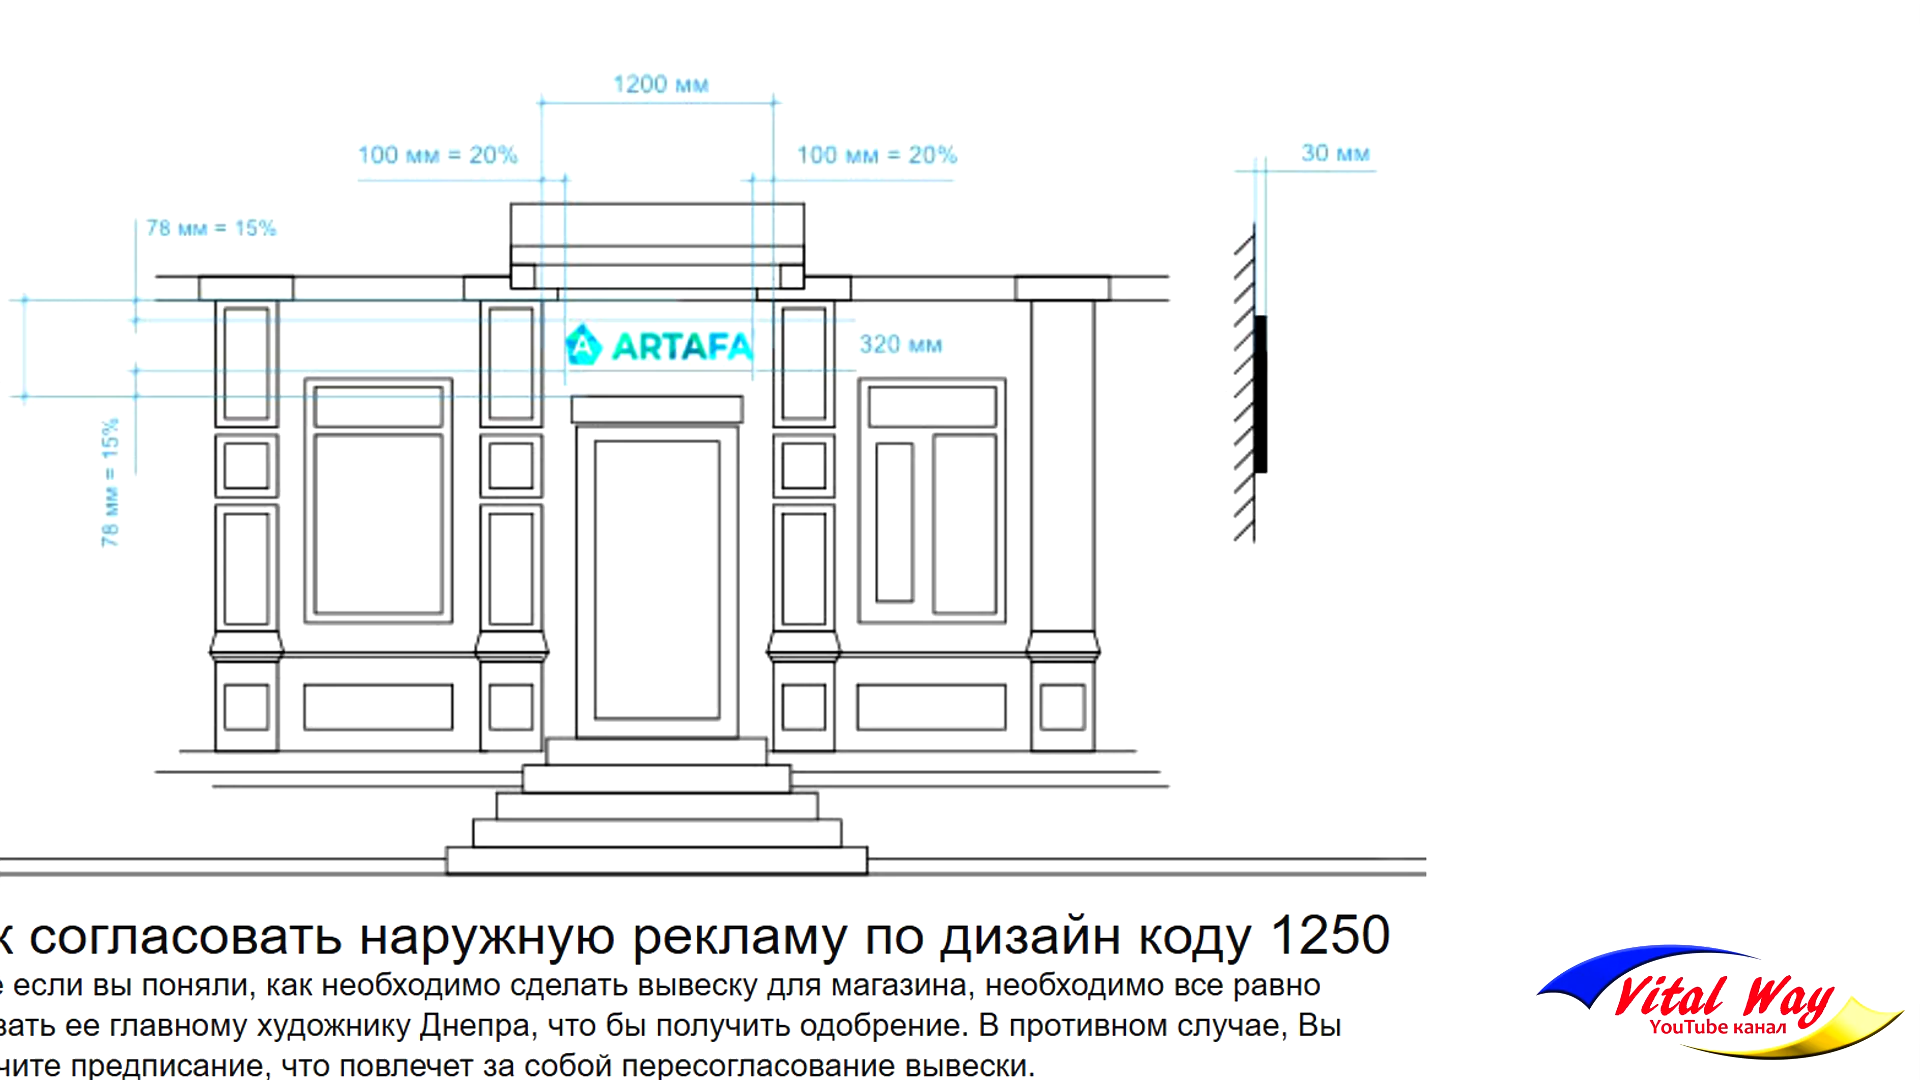 1200 мм
100 мм = 20%
100 мм = 20%
30 мм
78 мм = 15%
A ARTAFA
320 мм
78 мм = 15%
к согласовать наружную рекламу по дизайн коду 1250
е если вы поняли, как необходимо сделать вывеску для магазина, необходимо все равно
зать ее главному художнику Днепра, что бы получить одобрение. В противном случае, Вы
чите предписание, что повлечет за собой пересогласование вывески.
Vital Way
YouTube канал